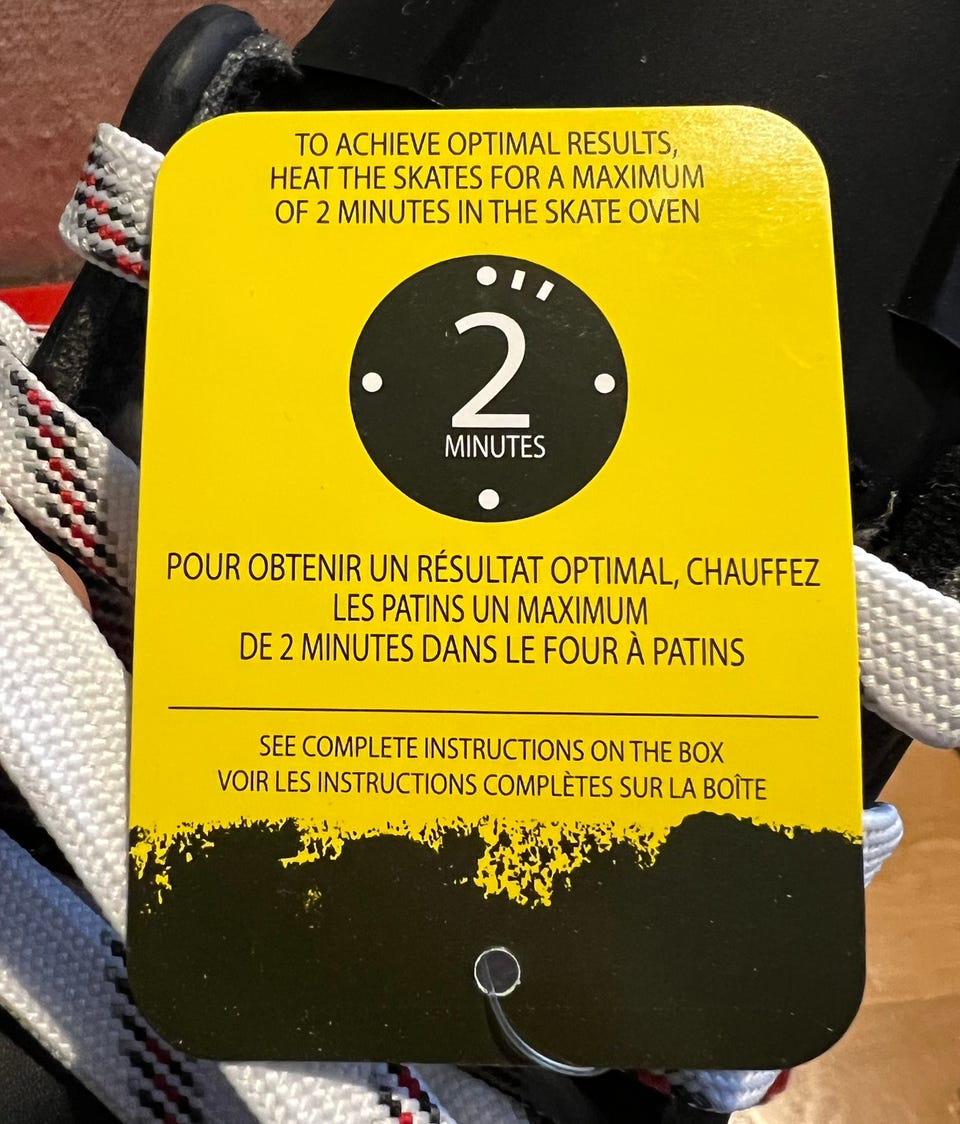 TO ACHIEVE OPTIMAL RESULTS,
HEAT THE SKATES FOR A MAXIMUM
OF 2 MINUTES IN THE SKATE OVEN
2
MINUTES
POUR OBTENIR UN RÉSULTAT OPTIMAL, CHAUFFEZ
LES PATINS UN MAXIMUM
DE 2 MINUTES DANS LE FOUR À PATINS
SEE COMPLETE INSTRUCTIONS ON THE BOX
VOIR LES INSTRUCTIONS COMPLÈTES SUR LA BOÎTE